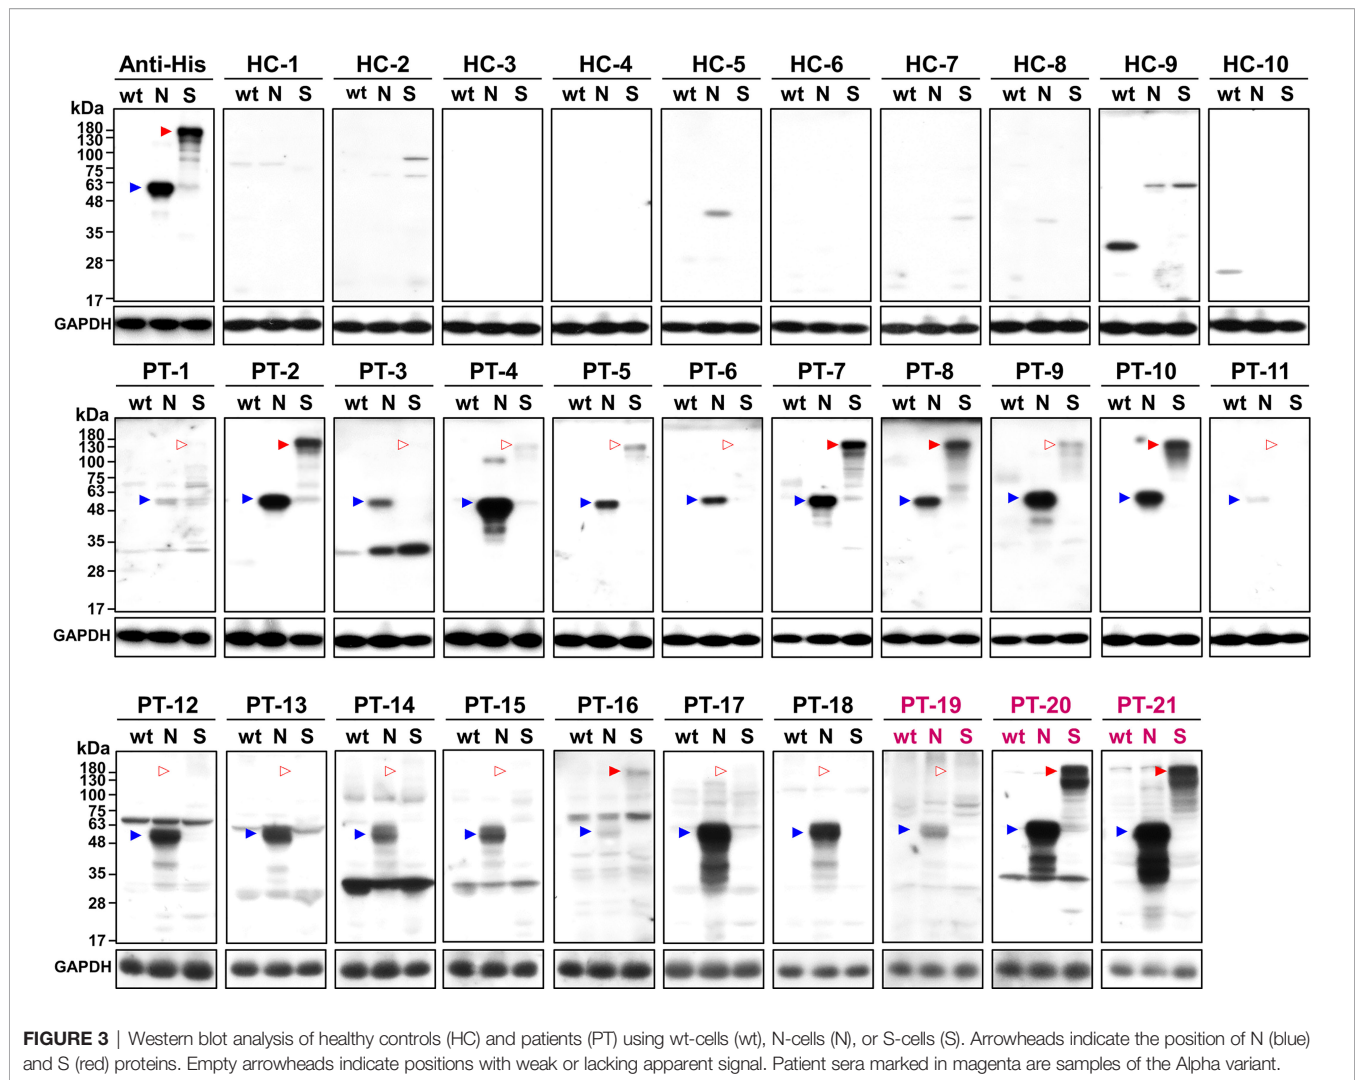 Anti-His HC-1 HC-2 HC-3 HC-4 HC-5 HC-6 HC-7 HC-8 HC-9 HC-10
wt N S wt N S wt N S wt N S wt N S wt N S wt N S wt N S wt N S wt N S wt N S
kDa
180
130
100
75
63
48
35
28
17
GAPDH
PT-1 PT-2 PT-3 PT-4 PT-5 PT-6 PT-7 PT-8 PT-9 PT-10 PT-11
wt N S wt N S wt N S wt N S wt N S wt N S wt N S wt N S wt N S wt N S wt N S
kDa
180
130
100
75
63
48
35
28
17
GAPDH
PT-12 PT-13 PT-14 PT-15 PT-16 PT-17 PT-18 PT-19 PT-20 PT-21
wt N S wt N S wt N S wt N S wt N S wt N S wt N S wt N S wt N S wt N S
kDa
180
130
100
75
63
48
35
28
17
GAPDH
FIGURE 3 | Western blot analysis of healthy controls (HC) and patients (PT) using wt-cells (wt), N-cells (N), or S-cells (S). Arrowheads indicate the position of N (blue)
and S (red) proteins. Empty arrowheads indicate positions with weak or lacking apparent signal. Patient sera marked in magenta are samples of the Alpha variant.